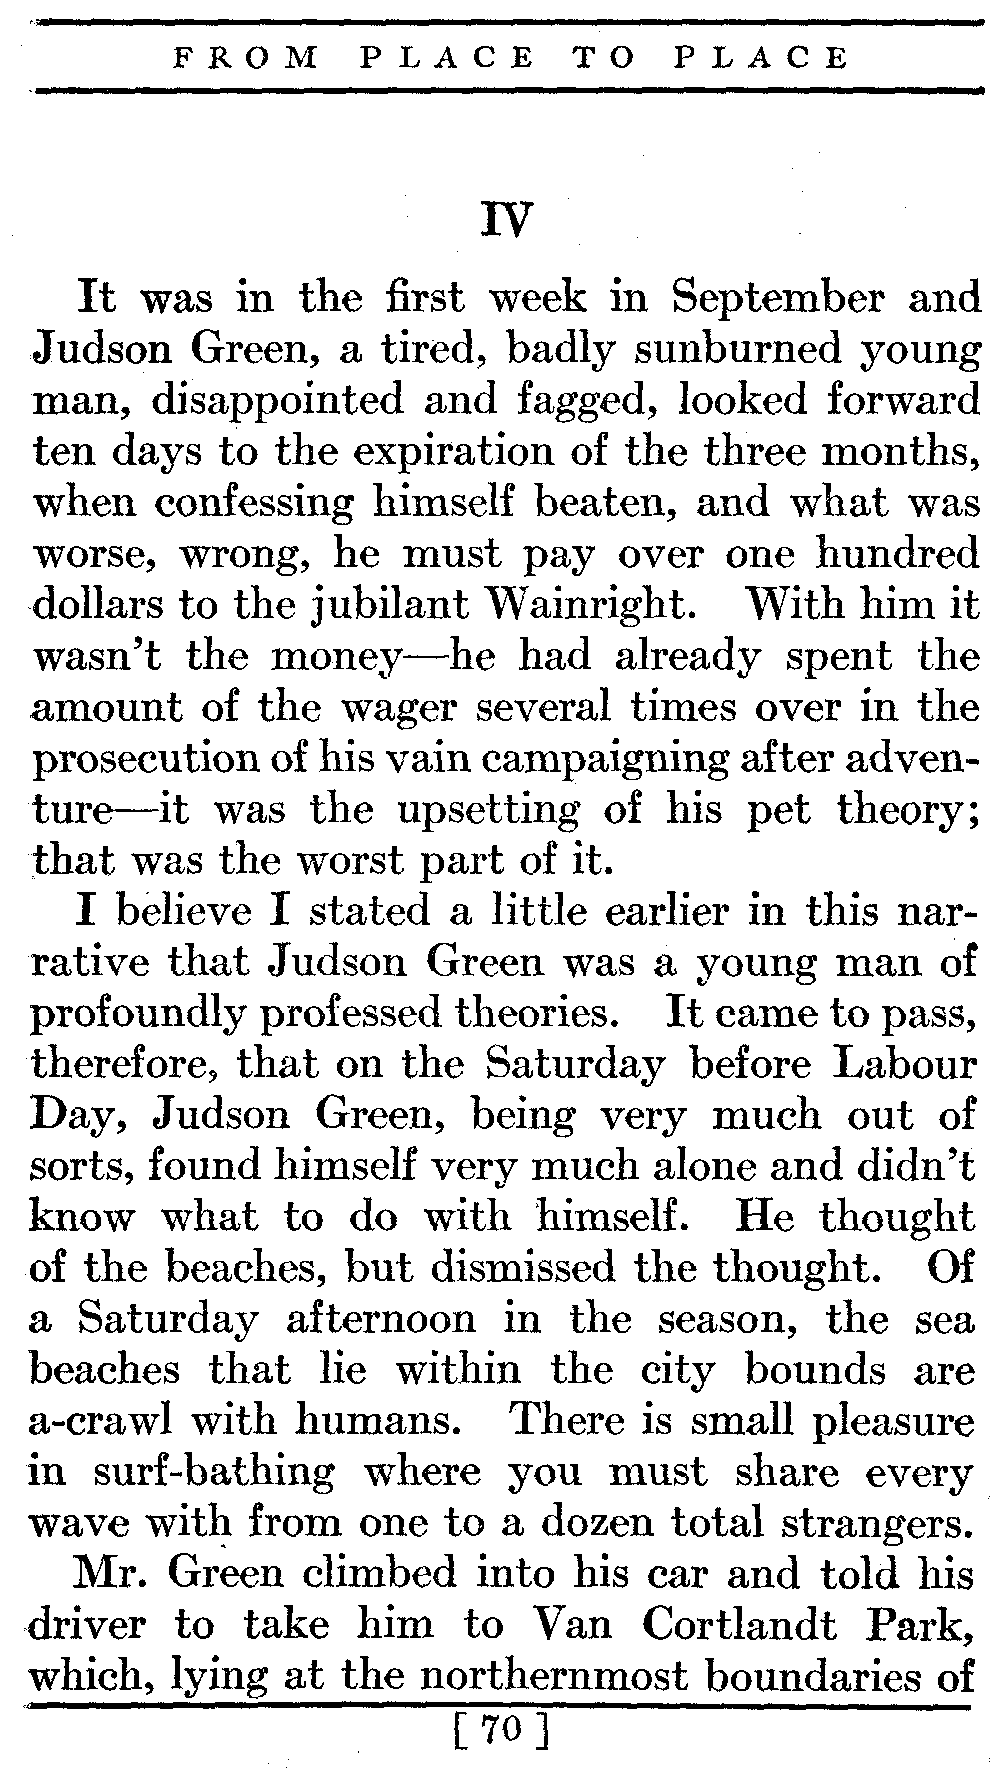 FROM PLACE TO PLACE
IV
It was in the first week in September and
Judson Green, a tired, badly sunburned young
man, disappointed and fagged, looked forward
ten days to the expiration of the three months,
when confessing himself beaten, and what was
worse, wrong, he must pay over one hundred
dollars to the jubilant Wainright. With him it
wasn't the money—he had already spent the
amount of the wager several times over in the
prosecution of his vain campaigning after adven-
ture—it was the upsetting of his pet theory;
that was the worst part of it.
I believe I stated a little earlier in this nar-
rative that Judson Green was a young man of
profoundly professed theories. It came to pass,
therefore, that on the Saturday before Labour
Day, Judson Green, being very much out of
sorts, found himself very much alone and didn't
know what to do with himself. He thought
of the beaches, but dismissed the thought. Of
a Saturday afternoon in the season, the sea
beaches that lie within the city bounds are
a-crawl with humans. There is small pleasure
in surf-bathing where you must share every
wave with from one to a dozen total strangers.
Mr. Green climbed into his car and told his
driver to take him to Van Cortlandt Park,
which, lying at the northernmost boundaries of
[ 70 ]